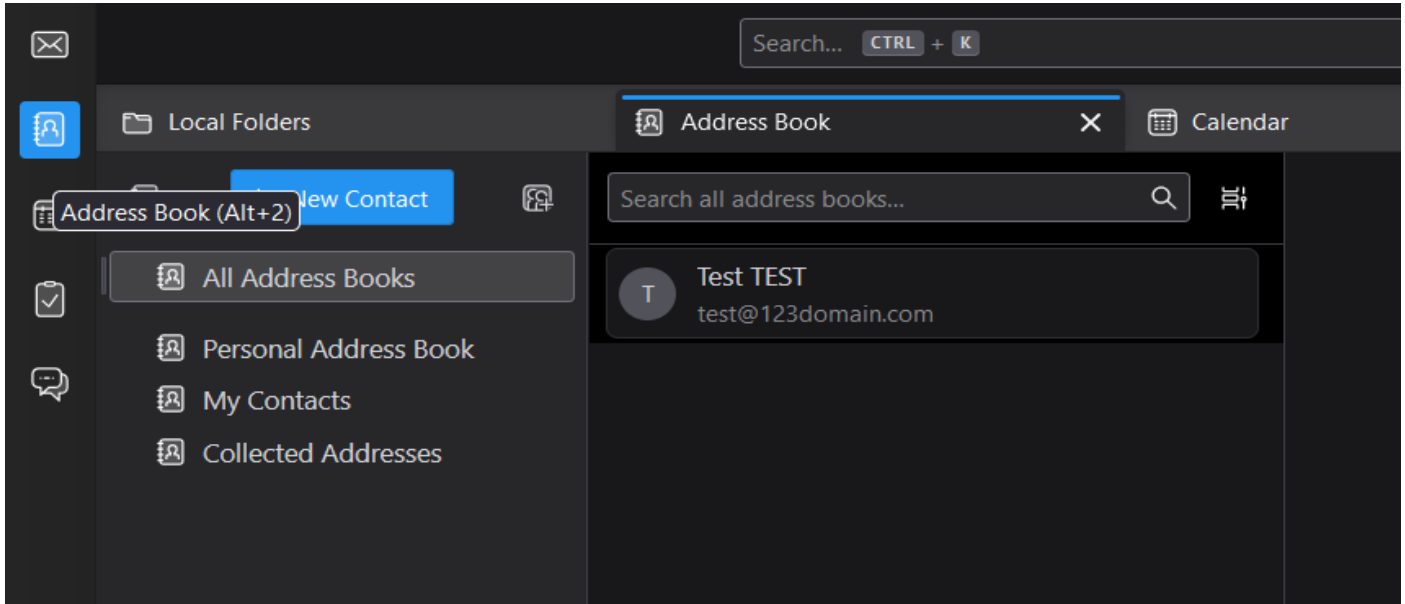 Search... CTRL + K
Local Folders
Address Book
Calendar
New Contact
Address Book (Alt+2)
Search all address books...
All Address Books
Personal Address Book
My Contacts
Collected Addresses
T
Test TEST
test@123domain.com